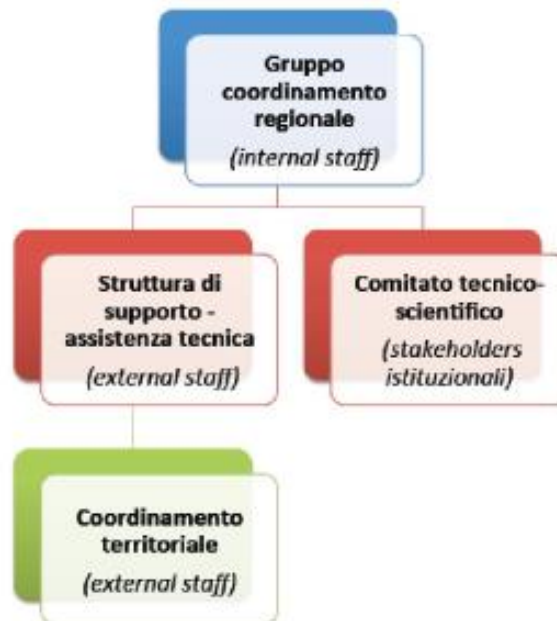 Gruppo
coordinamento
regionale
(internal staff)
Struttura di
supporto -
assistenza tecnica
(external staff)
Comitato tecnico-
scientifico
(stakeholders
istituzionali)
Coordinamento
territoriale
(external staff)